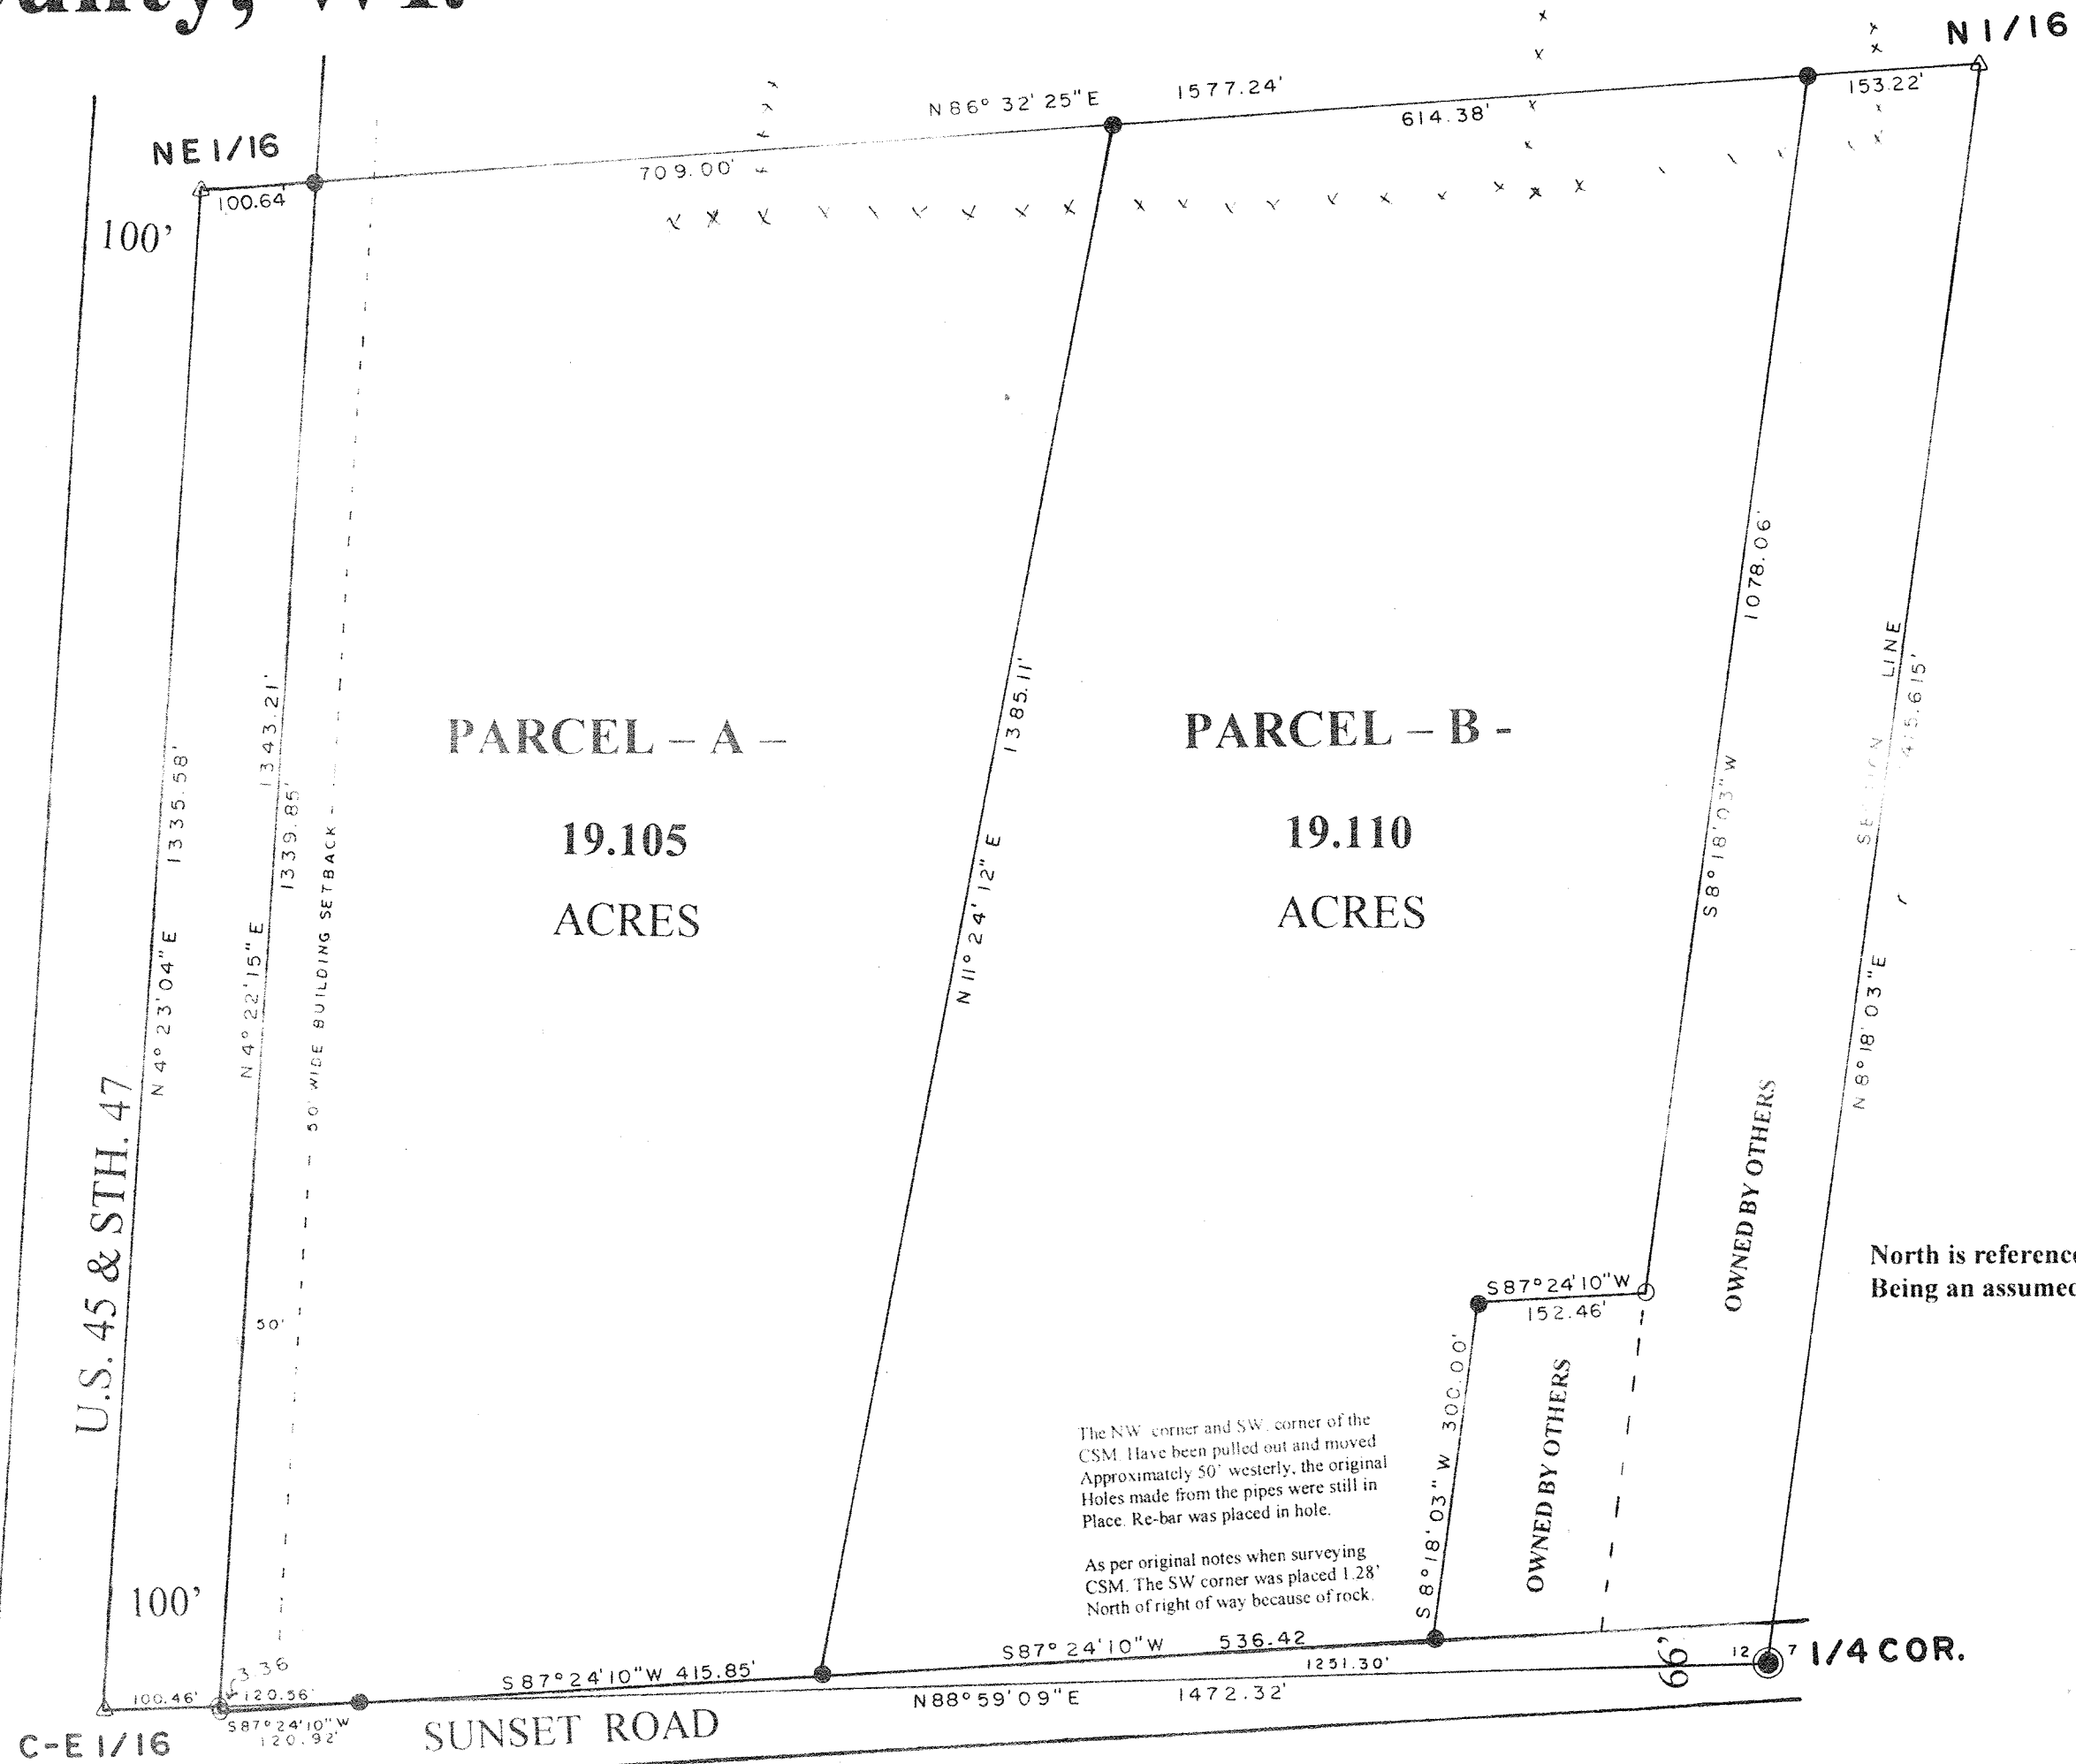 WI.
N 1/16
N 86° 32' 25" E
1577.24'
153.22'
614.38'
NE 1/16
709.00'
100.64'
100'
1078.06'
LINE
1385.11'
1343.21'
PARCEL – A –
PARCEL – B -
1335.58'
1339.85'
S 8° 18' 03" W
19.105
19.110
ACRES
ACRES
50' WIDE BUILDING SETBACK
N 11° 24' 12" E
N 4° 23' 04" E
N 4° 22' 15" E
N 8° 18' 03" E
U.S. 45 & STH. 47
OWNED BY OTHERS
North is
Being an
S 87° 24' 10" W
152.46'
50'
S 8° 18' 03" W 300.00'
OWNED BY OTHERS
The NW. corner and SW. corner of the
CSM. Have been pulled out and moved
Approximately 50' westerly, the original
Holes made from the pipes were still in
Place. Re-bar was placed in hole.
As per original notes when surveying
CSM. The SW corner was placed 1.28'
North of right of way because of rock.
100'
S 87° 24' 10" W 536.42
66'
12 7 1/4 COR.
3.36
S 87° 24' 10" W 415.85'
1251.30'
100.46'
120.56'
N 88° 59' 09" E 1472.32'
S 87° 24' 10" W
120.92'
SUNSET ROAD
C-E 1/16